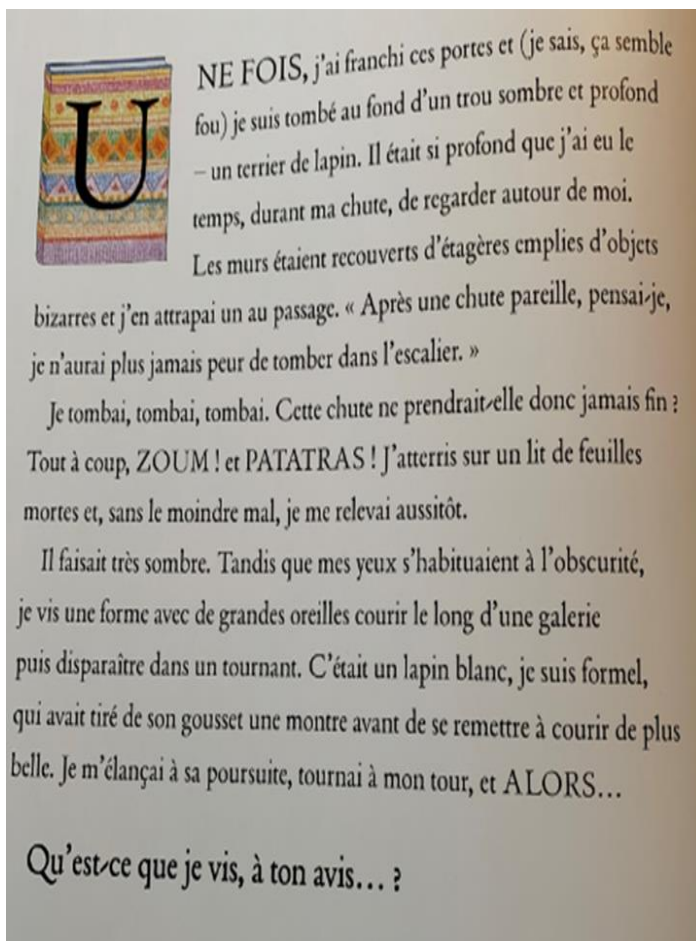 UNE FOIS, j'ai franchi ces portes et (je sais, ça semble
fou) je suis tombé au fond d'un trou sombre et profond
– un terrier de lapin. Il était si profond que j'ai eu le
temps, durant ma chute, de regarder autour de moi.
Les murs étaient recouverts d'étagères emplies d'objets
bizarres et j'en attrapai un au passage. « Après une chute pareille, pensai-je,
je n'aurai plus jamais peur de tomber dans l'escalier. »
Je tombai, tombai, tombai. Cette chute ne prendrait-elle donc jamais fin ?
Tout à coup, ZOUM ! et PATATRAS ! J'atterris sur un lit de feuilles
mortes et, sans le moindre mal, je me relevai aussitôt.
Il faisait très sombre. Tandis que mes yeux s'habituaient à l'obscurité,
je vis une forme avec de grandes oreilles courir le long d'une galerie
puis disparaître dans un tournant. C'était un lapin blanc, je suis formel,
qui avait tiré de son gousset une montre avant de se remettre à courir de plus
belle. Je m'élançai à sa poursuite, tournai à mon tour, et ALORS...
Qu'est-ce que je vis, à ton avis... ?